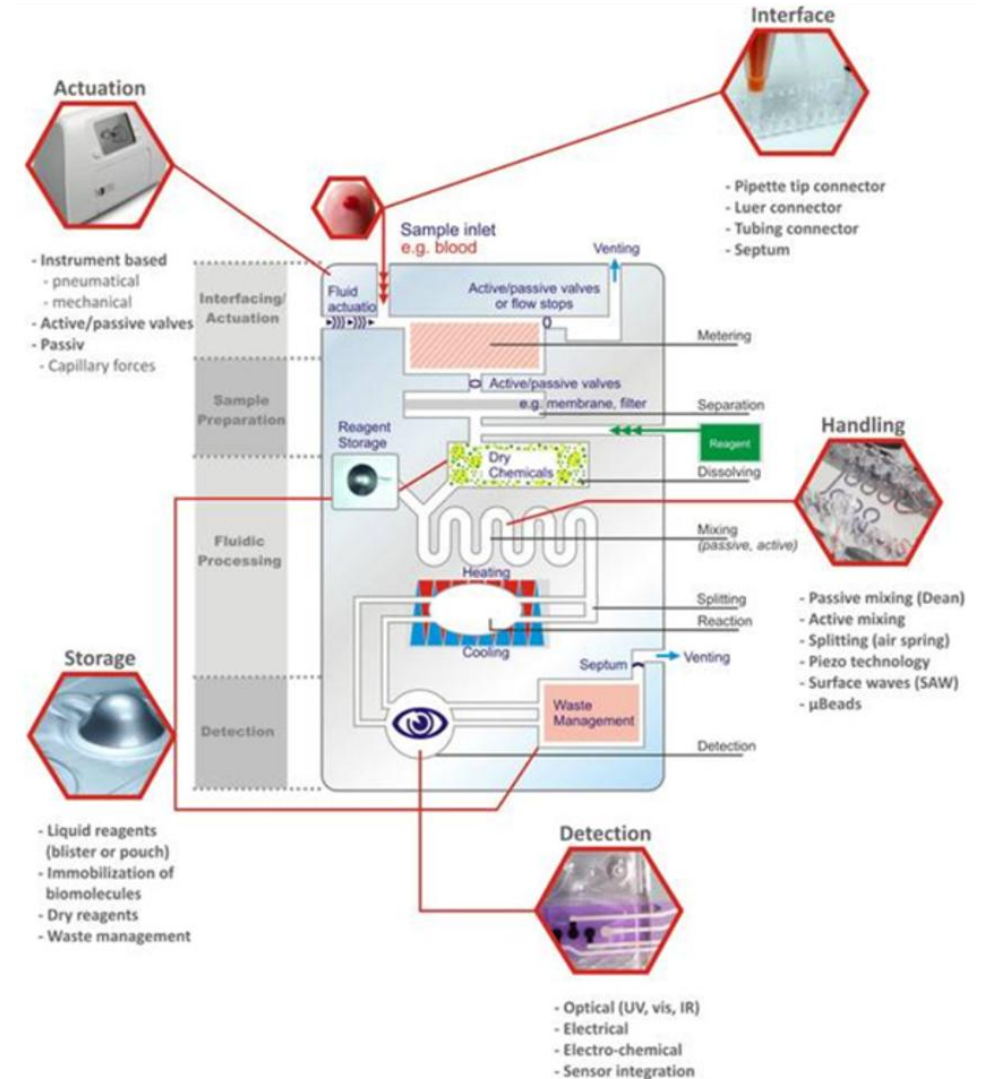 Interface
Actuation
- Pipette tip connector
- Luer connector
- Tubing connector
- Septum
Sample inlet
e.g. blood
Venting
- Instrument based
- pneumatical
- mechanical
- Active/passive valves
- Passiv
- Capillary forces
Interfacing/
Actuation
Fluid
actuatio
Active/passive valves
or flow stops
Metering
Sample
Preparation
Active/passive valves
e.g. membrane, filter
Separation
Reagent
Storage
Reagent
Handling
Dry
Chemicals
Dissolving
Fluidic
Processing
Mixing
(passive, active)
Heating
Splitting
Reaction
Cooling
- Passive mixing (Dean)
- Active mixing
- Splitting (air spring)
- Piezo technology
- Surface waves (SAW)
- µBeads
Storage
Septum
Venting
Detection
Waste
Management
Detection
- Liquid reagents
(blister or pouch)
- Immobilization of
biomolecules
- Dry reagents
- Waste management
Detection
- Optical (UV, vis, IR)
- Electrical
- Electro-chemical
- Sensor integration